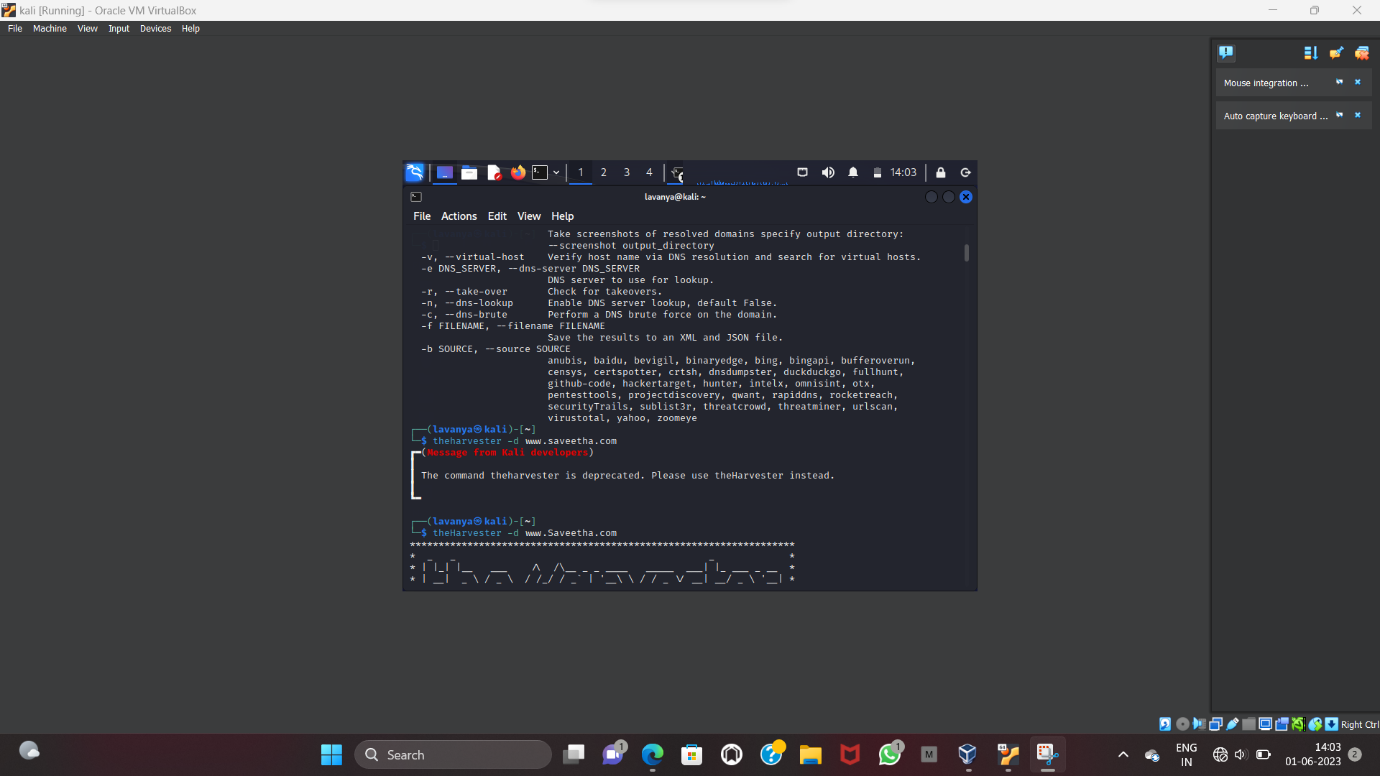 kali [Running] - Oracle VM VirtualBox
File Machine View Input Devices Help
Mouse integration ...
Auto capture keyboard ...
1 2 3 4 14:03
lavanya@kali: ~
File Actions Edit View Help
Take screenshots of resolved domains specify output directory:
--screenshot output_directory
-v, --virtual-host Verify host name via DNS resolution and search for virtual hosts.
-e DNS_SERVER, --dns-server DNS_SERVER
DNS server to use for lookup.
-r, --take-over Check for takeovers.
-n, --dns-lookup Enable DNS server lookup, default False.
-c, --dns-brute Perform a DNS brute force on the domain.
-f FILENAME, --filename FILENAME
Save the results to an XML and JSON file.
-b SOURCE, --source SOURCE
anubis, baidu, bevigil, binaryedge, bing, bingapi, bufferoverun,
censys, certspotter, crtsh, dnsdumpster, duckduckgo, fullhunt,
github-code, hackertarget, hunter, intelx, omnisint, otx,
pentesttools, projectdiscovery, qwant, rapiddns, rocketreach,
securityTrails, sublist3r, threatcrowd, threatminer, urlscan,
virustotal, yahoo, zoomeye
(lavanya㉿kali)-[~]
$ theharvester -d www.saveetha.com
(Message from Kali developers)
The command theharvester is deprecated. Please use theHarvester instead.
(lavanya㉿kali)-[~]
$ theHarvester -d www.Saveetha.com
*******************************************************************
Right Ctrl
Search
1
1
M
ENG
IN
14:03
01-06-2023
2